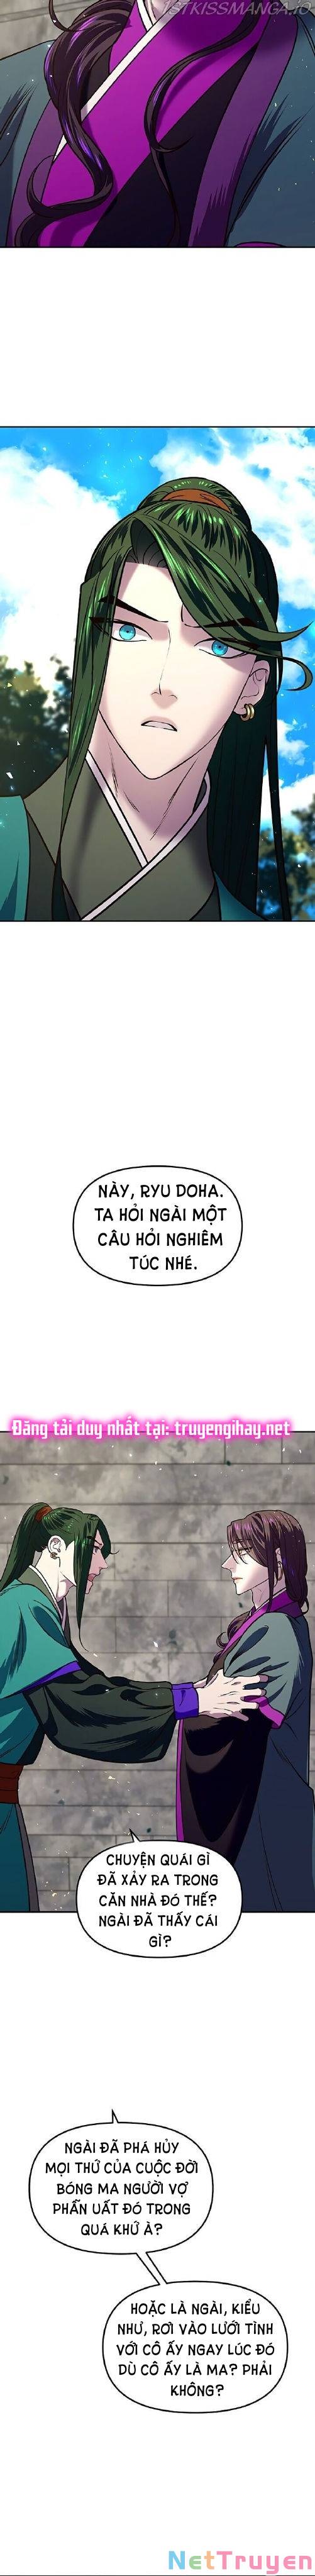 1STKISSMANGA.IO
NÀY, RYU DOHA.
TA HỎI NGÀI MỘT
CÂU HỎI NGHIÊM
TÚC NHÉ.
Đăng tải duy nhất tại: truyengihay.net
CHUYỆN QUÁI GÌ
ĐÃ XẢY RA TRONG
CĂN NHÀ ĐÓ THẾ?
NGÀI ĐÃ THẤY CÁI
GÌ?
NGÀI ĐÃ PHÁ HỦY
MỌI THỨ CỦA CUỘC ĐỜI
BÓNG MA NGƯỜI VỢ
PHẪN UẤT ĐÓ TRONG
QUÁ KHỨ À?
HOẶC LÀ NGÀI, KIỂU
NHƯ, RƠI VÀO LƯỚI TÌNH
VỚI CÔ ẤY NGAY LÚC ĐÓ
DÙ CÔ ẤY LÀ MA? PHẢI
KHÔNG?
NetTruyen